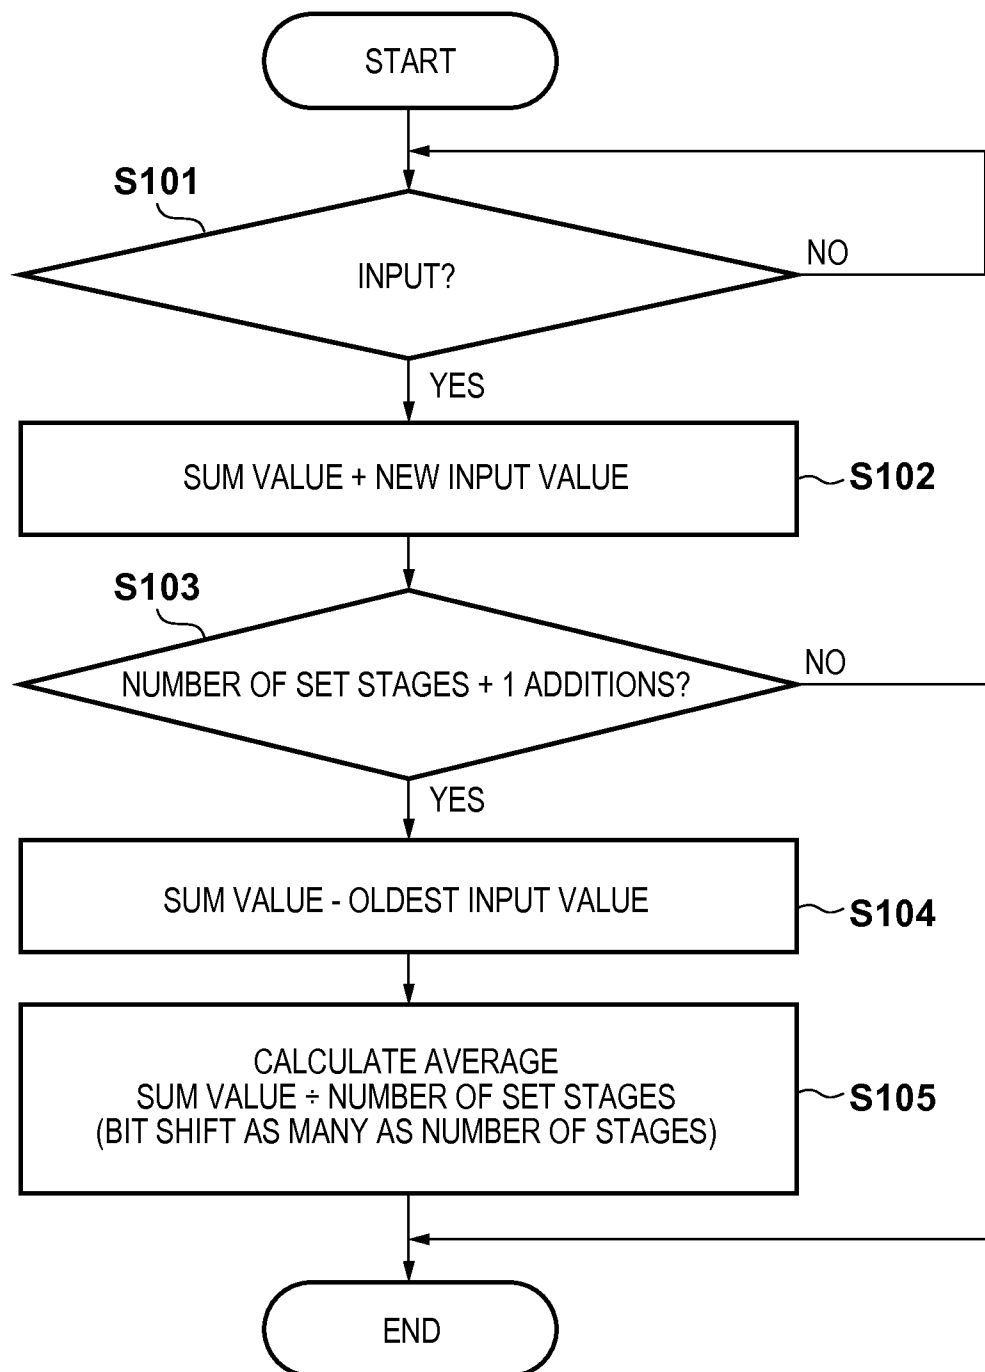 START
S101
INPUT?
NO
YES
SUM VALUE + NEW INPUT VALUE
S102
S103
NUMBER OF SET STAGES + 1 ADDITIONS?
NO
YES
SUM VALUE - OLDEST INPUT VALUE
S104
CALCULATE AVERAGE
SUM VALUE ÷ NUMBER OF SET STAGES
(BIT SHIFT AS MANY AS NUMBER OF STAGES)
S105
END